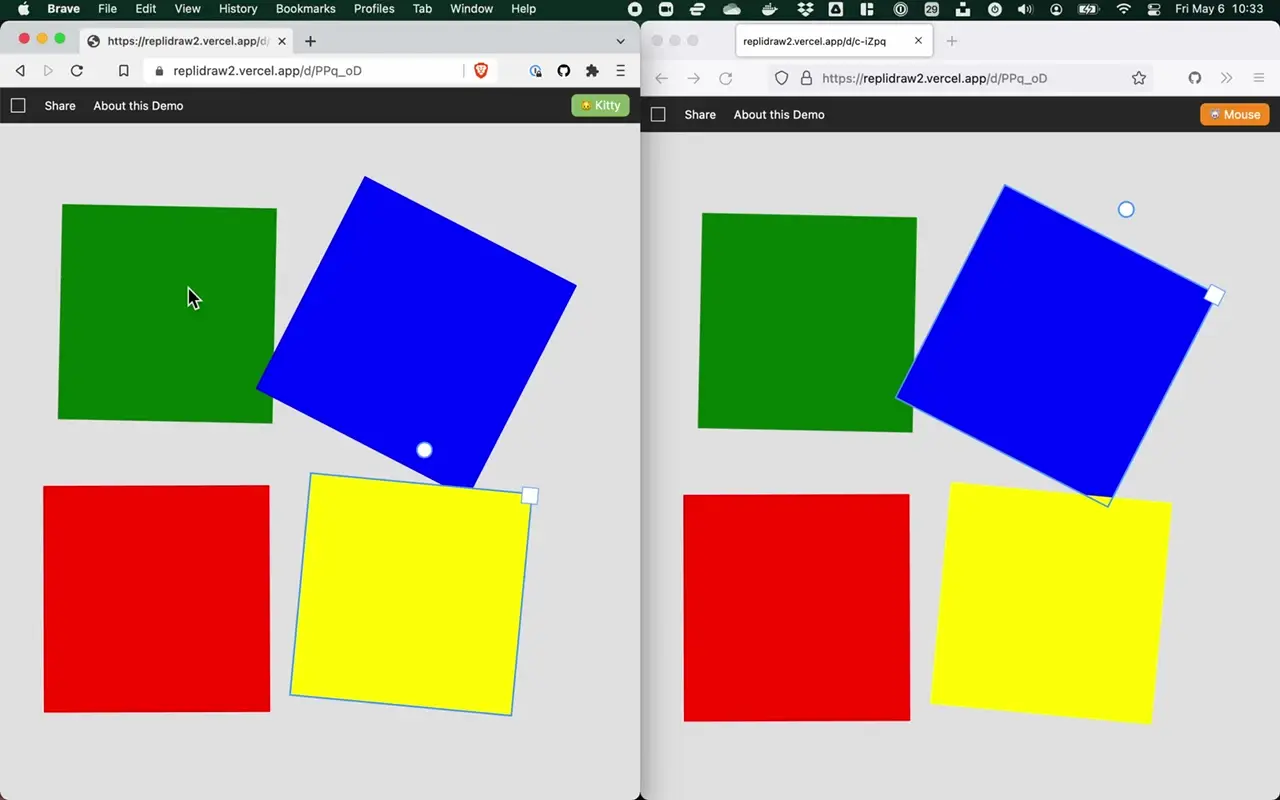 Brave File Edit View History Bookmarks Profiles Tab Window Help 29 Fri May 6 10:33
https://replidraw2.vercel.app/d/
replidraw2.vercel.app/d/PPq_oD
Share About this Demo Kitty
replidraw2.vercel.app/d/c-iZpq
https://replidraw2.vercel.app/d/PPq_oD
Share About this Demo Mouse